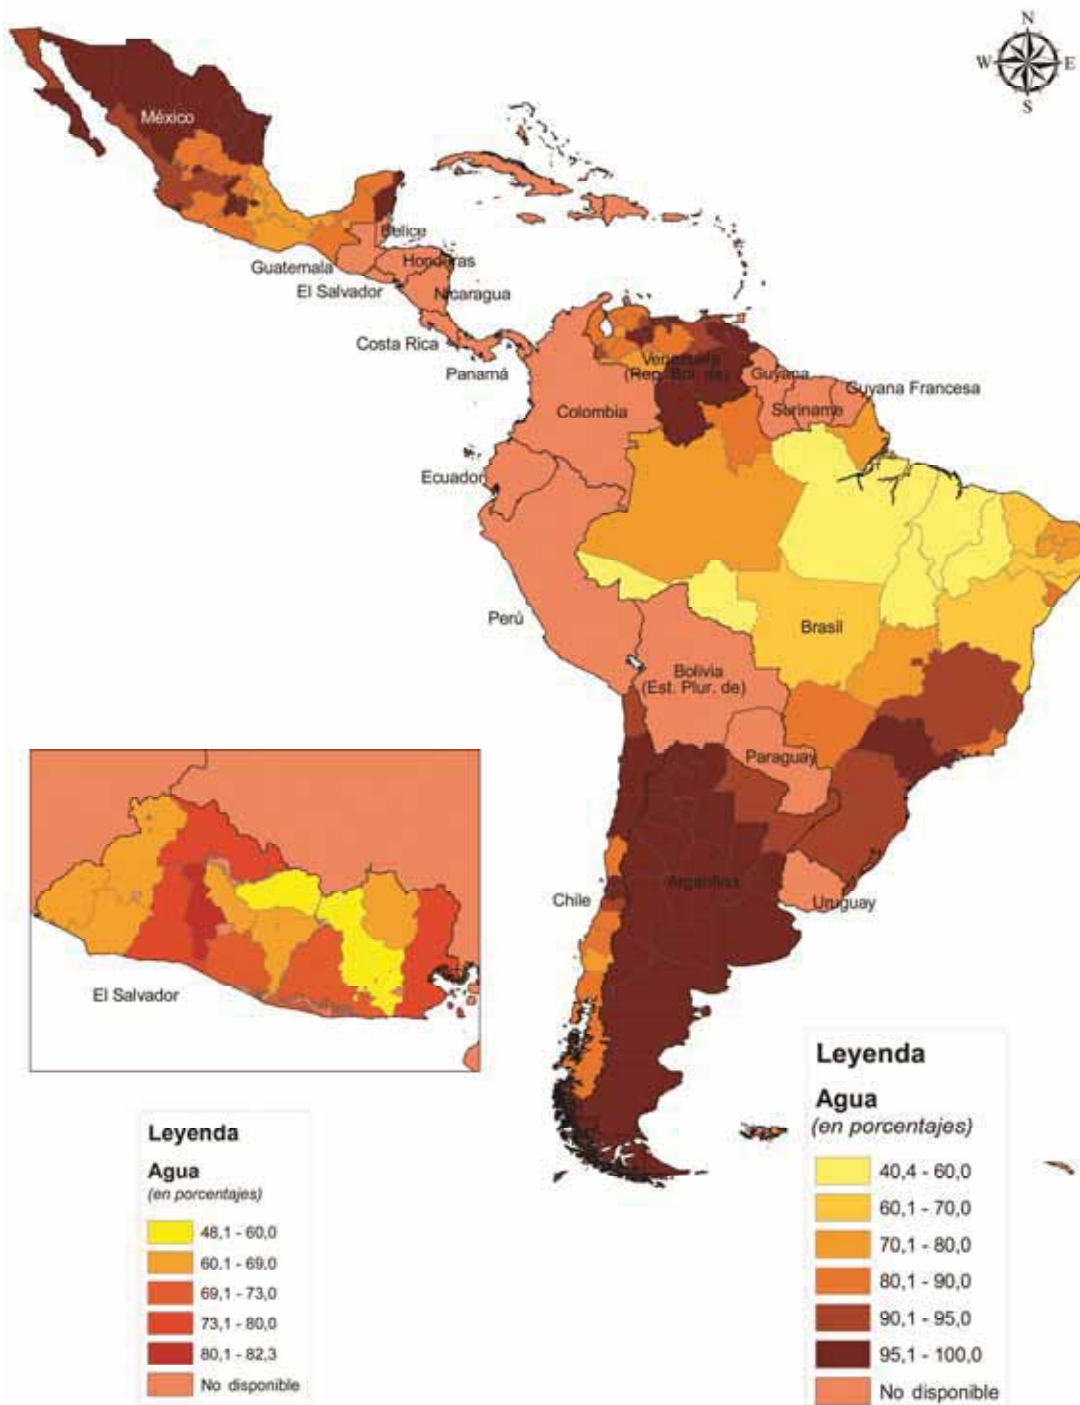 N
W E
S
México
Belice
Honduras
Guatemala
El Salvador
Nicaragua
Costa Rica
Panamá
Venezuela
(Rep. Bol. de)
Guyana
Guyana Francesa
Suriname
Colombia
Ecuador
Perú
Brasil
Bolivia
(Est. Plur. de)
Paraguay
Argentina
Chile
Uruguay
El Salvador
Leyenda
Agua
(en porcentajes)
48,1 - 60,0
60.1 - 69.0
69,1 - 73,0
73,1 - 80,0
80,1 - 82,3
No disponible
Leyenda
Agua
(en porcentajes)
40,4 - 60,0
60,1 - 70,0
70,1 - 80,0
80,1 - 90,0
90,1 - 95,0
95,1 - 100,0
No disponible